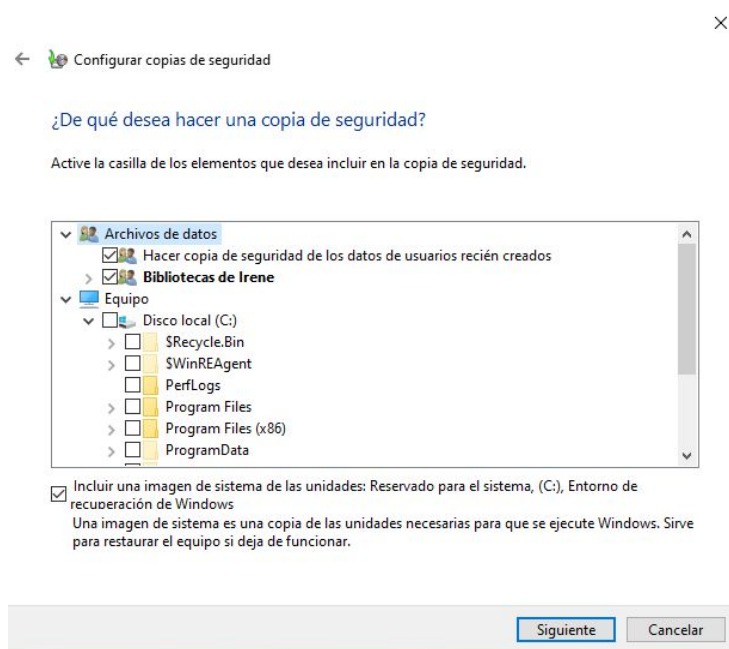 Configurar copias de seguridad
¿De qué desea hacer una copia de seguridad?
Active la casilla de los elementos que desea incluir en la copia de seguridad.
Archivos de datos
Hacer copia de seguridad de los datos de usuarios recién creados
Bibliotecas de Irene
Equipo
Disco local (C:)
$Recycle.Bin
$WinREAgent
PerfLogs
Program Files
Program Files (x86)
ProgramData
Incluir una imagen de sistema de las unidades: Reservado para el sistema, (C:), Entorno de
recuperación de Windows
Una imagen de sistema es una copia de las unidades necesarias para que se ejecute Windows. Sirve
para restaurar el equipo si deja de funcionar.
Siguiente Cancelar